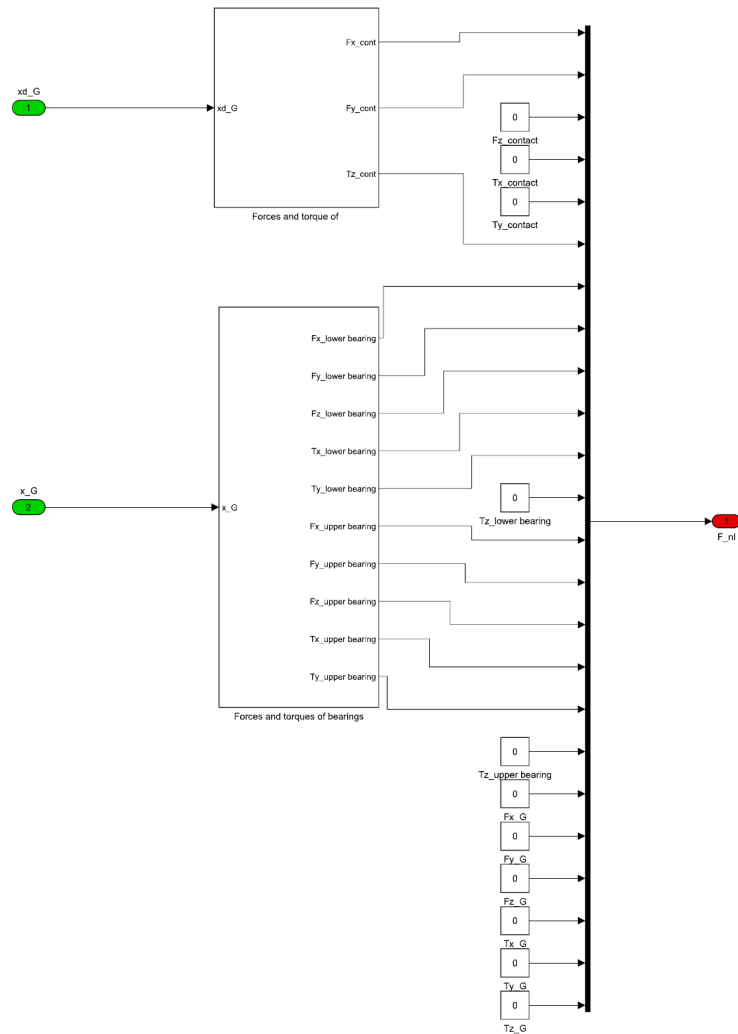 Fx_cont
xd_G
1
xd_G
Fy_cont
0
Fz_contact
0
Tx_contact
Tz_cont
0
Ty_contact
Forces and torque of
Fx_lower bearing
Fy_lower bearing
Fz_lower bearing
Tx_lower bearing
Ty_lower bearing
x_G
2
x_G
0
Tz_lower bearing
Fx_upper bearing
1
F_nl
Fy_upper bearing
Fz_upper bearing
Tx_upper bearing
Ty_upper bearing
Forces and torques of bearings
0
Tz_upper bearing
0
Fx_G
0
Fy_G
0
Fz_G
0
Tx_G
0
Ty_G
0
Tz_G